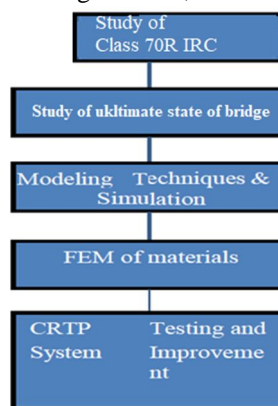 Study of
Class 70R IRC
Study of ukltimate state of bridge
Modeling Techniques &
Simulation
FEM of materials
CRTP Testing and
System Improveme
nt